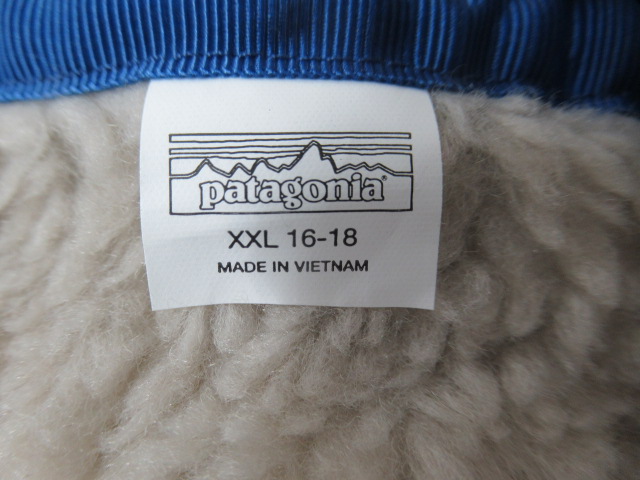 patagonia®
XXL 16-18
MADE IN VIETNAM